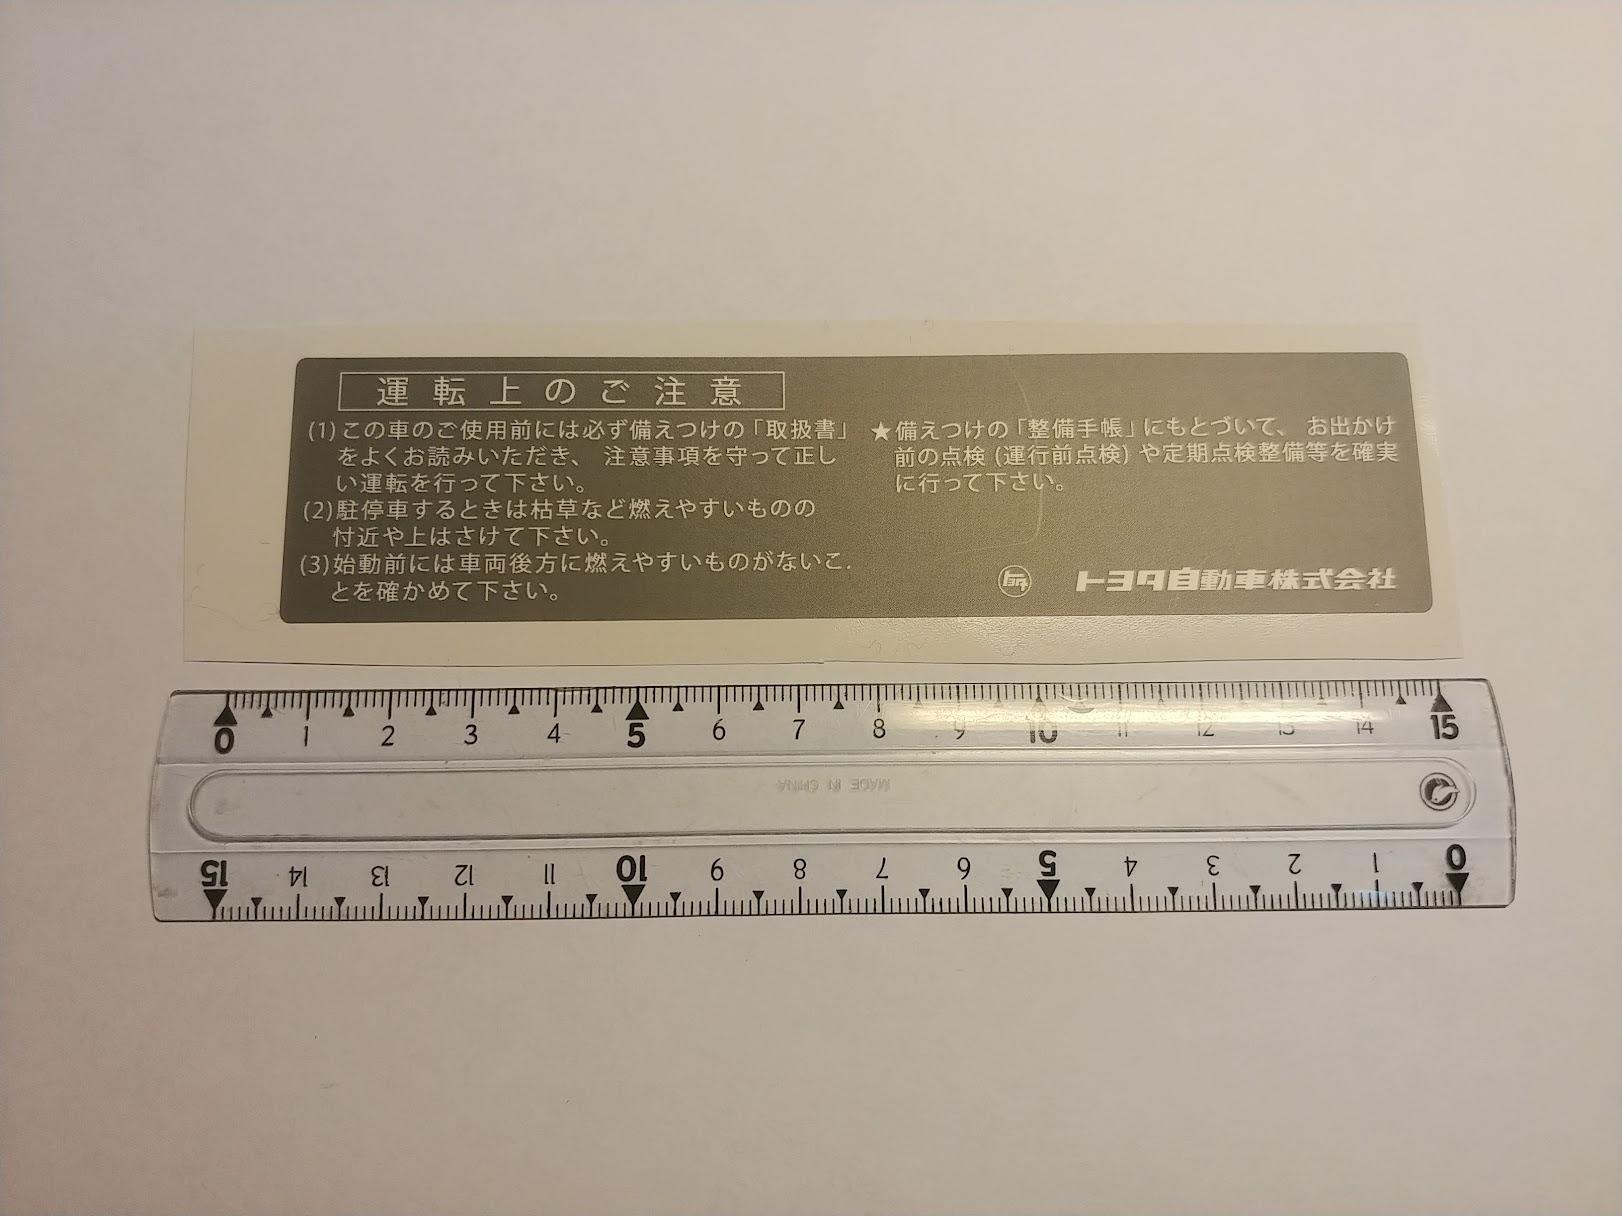 運転上のご注意
(1)この車のご使用前には必ず備えつけの「取扱書」
をよくお読みいただき、 注意事項を守って正し
い運転を行って下さい。
(2)駐停車するときは枯草など燃えやすいものの
付近や上はさけて下さい。
(3)始動前には車両後方に燃えやすいものがないこ.
とを確かめて下さい。
★備えつけの「整備手帳」にもとづいて、 お出かけ
前の点検(運行前点検)や定期点検整備等を確実
に行って下さい。
トヨタ自動車株式会社
0 1 2 3 4 5 6 7 8 9 10 11 12 13 14 15
MADE IN CHINA
15 14 13 12 11 10 9 8 7 6 5 4 3 2 1 0